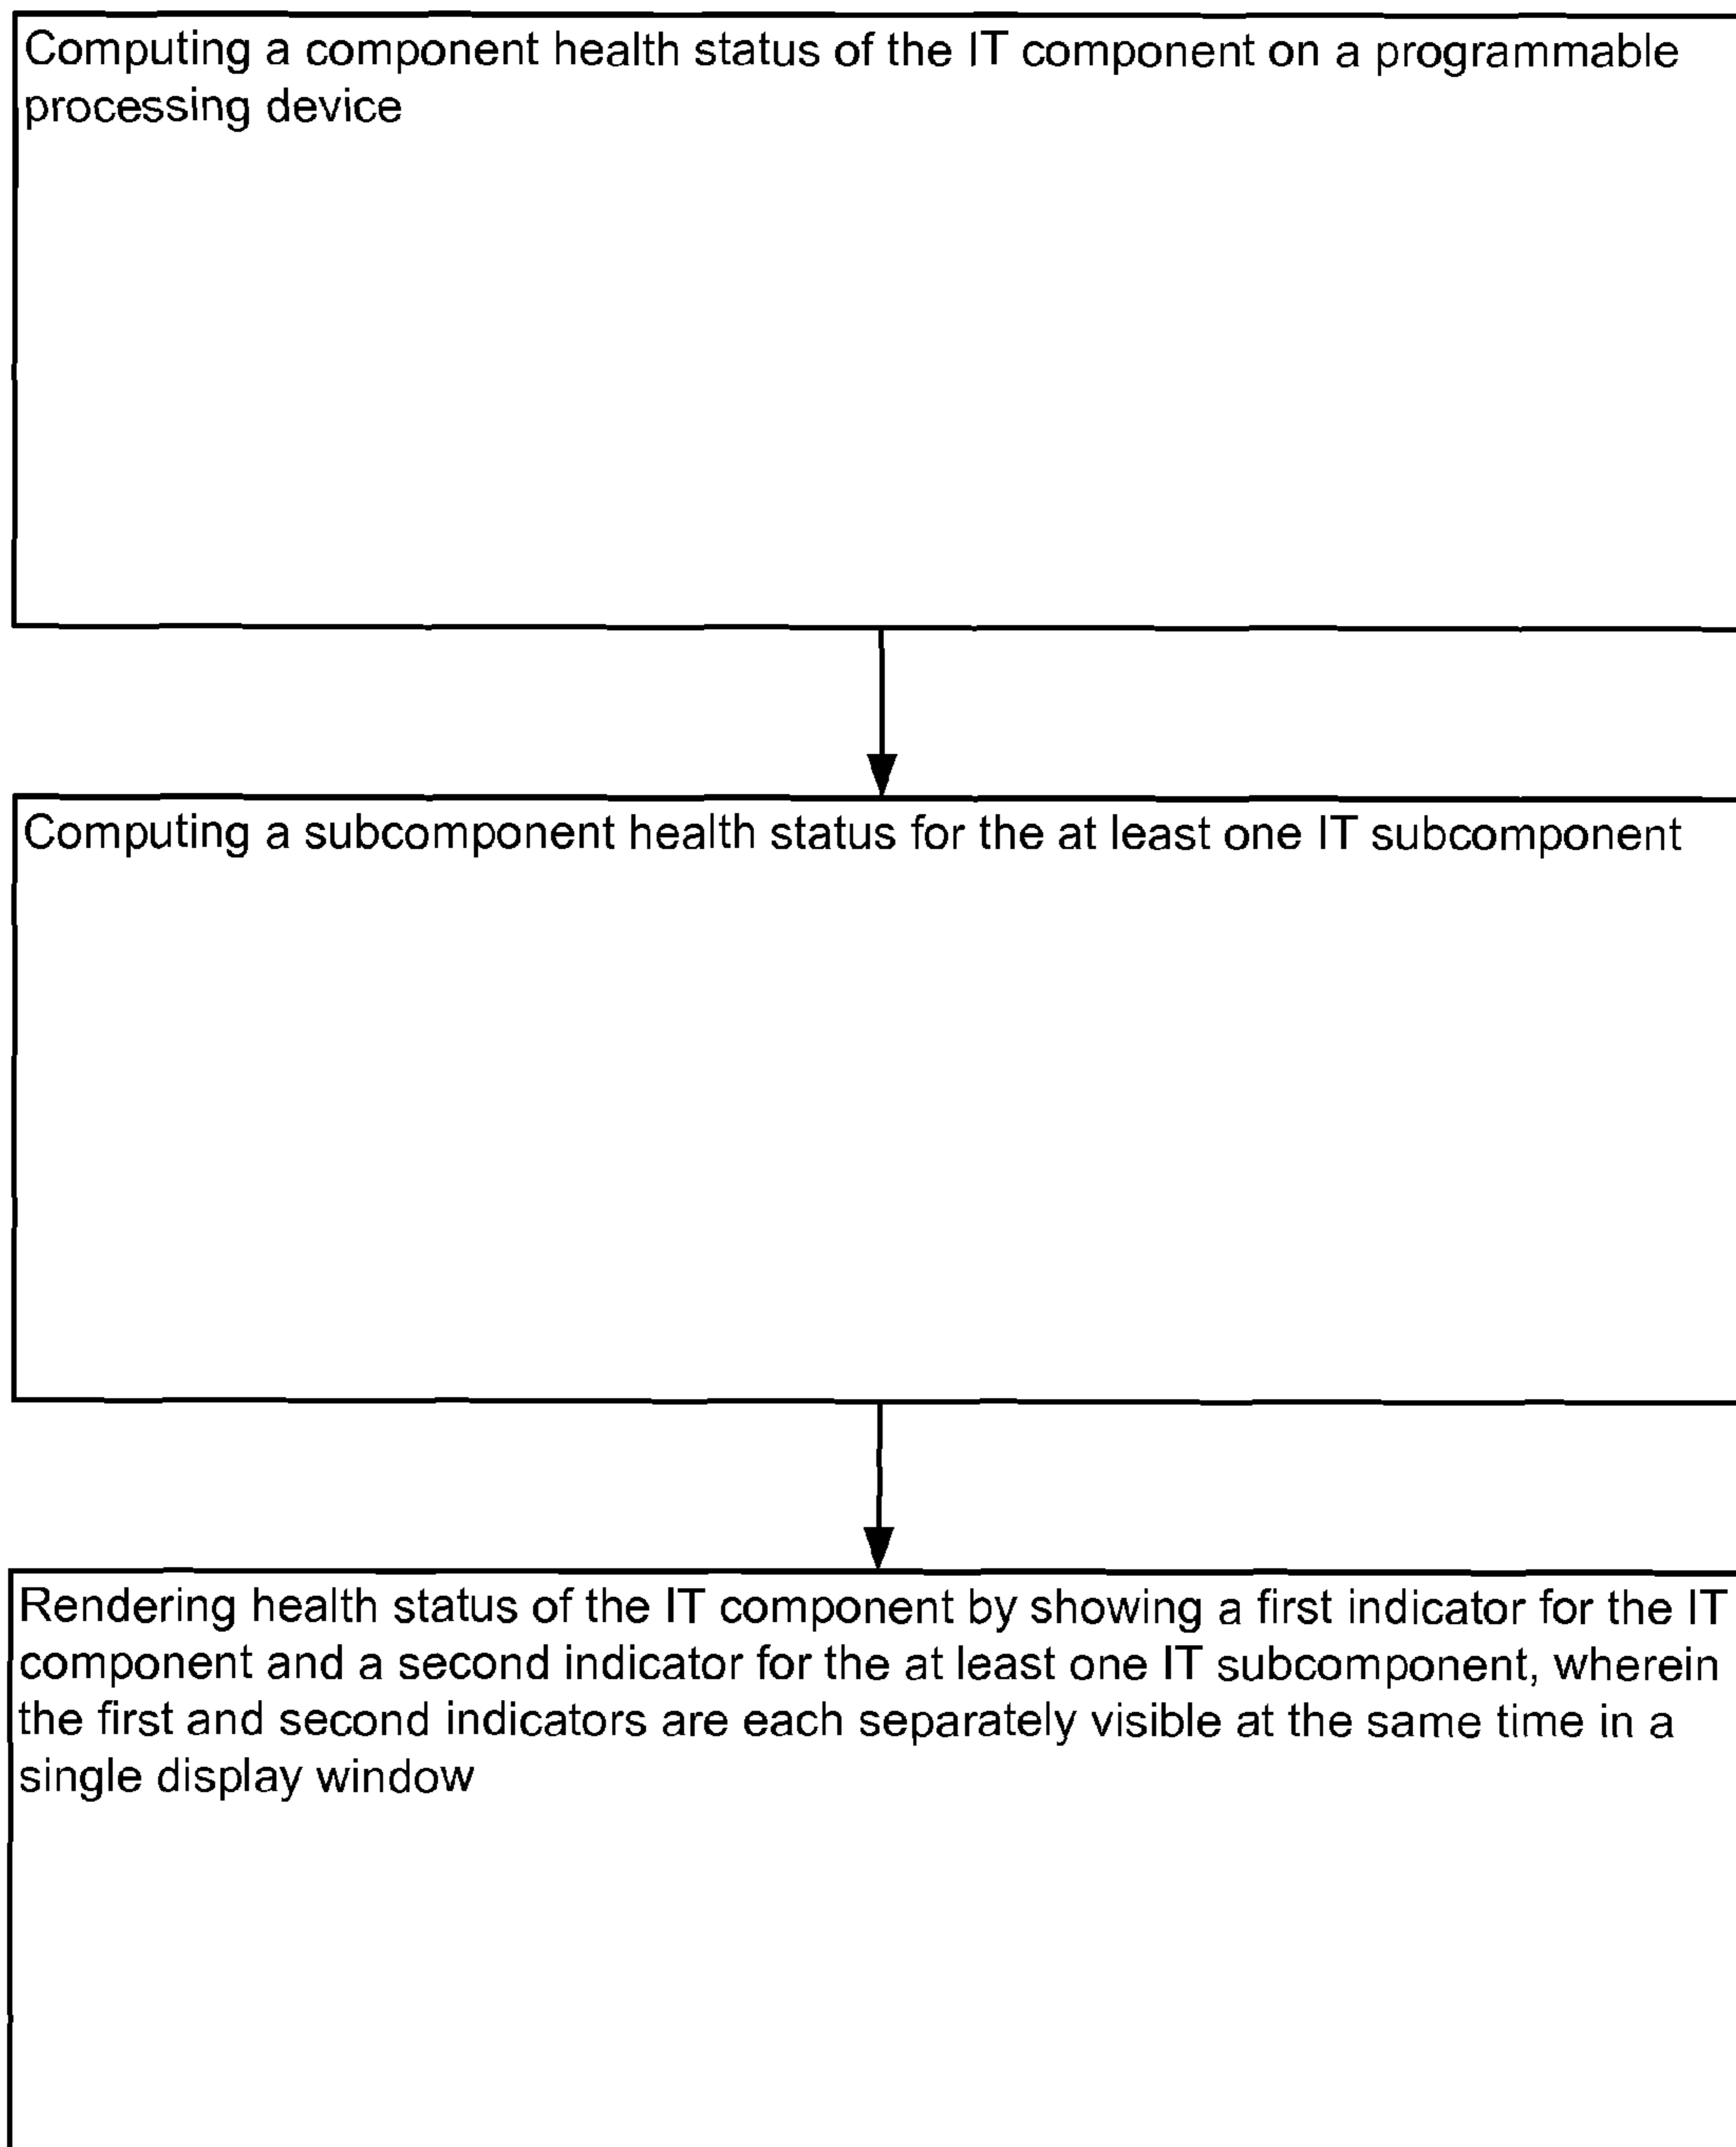 Computing a component health status of the IT component on a programmable
processing device
Computing a subcomponent health status for the at least one IT subcomponent
Rendering health status of the IT component by showing a first indicator for the IT
component and a second indicator for the at least one IT subcomponent, wherein
the first and second indicators are each separately visible at the same time in a
single display window